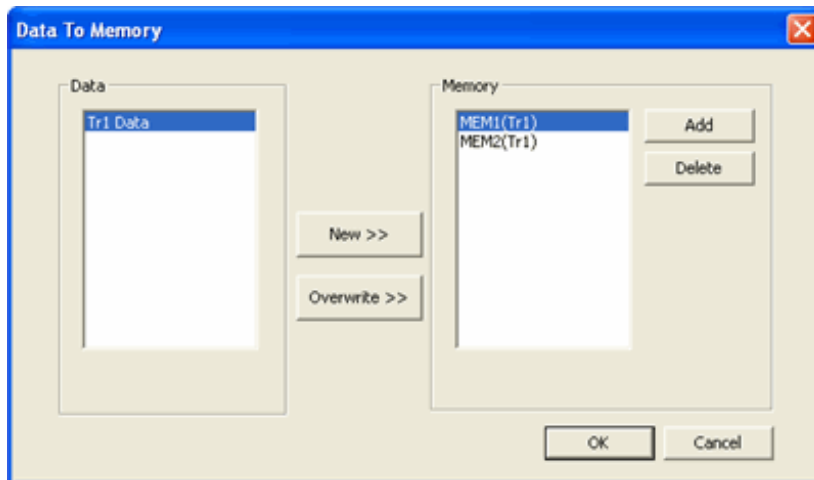 Data To Memory
Data
Tr1 Data
New >>
Overwrite >>
Memory
MEM1(Tr1)
MEM2(Tr1)
Add
Delete
OK
Cancel